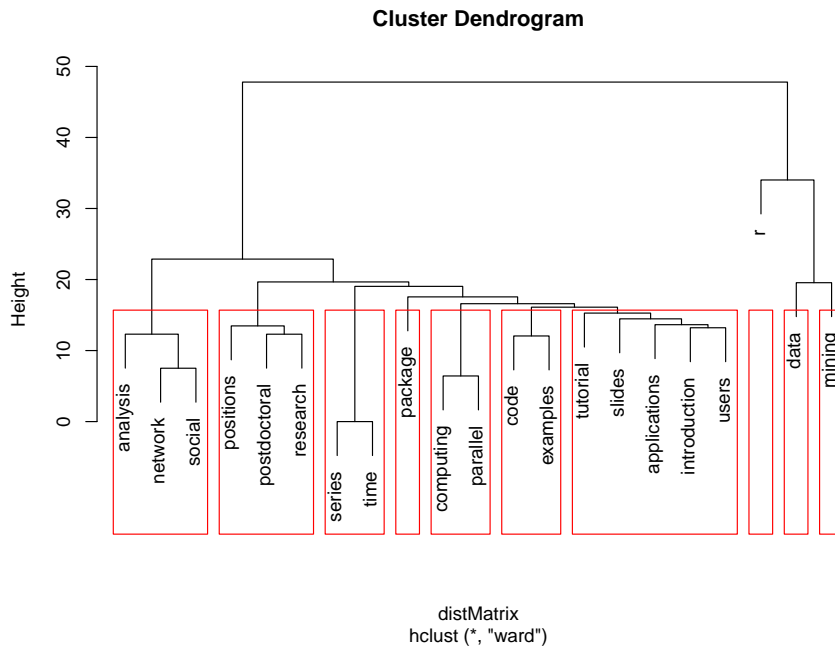 Cluster Dendrogram
50
40
30
20
10
0
Height
analysis
network
social
positions
postdoctoral
research
series
time
package
computing
parallel
code
examples
tutorial
slides
applications
introduction
users
r
data
mining
distMatrix
hclust (*, "ward")